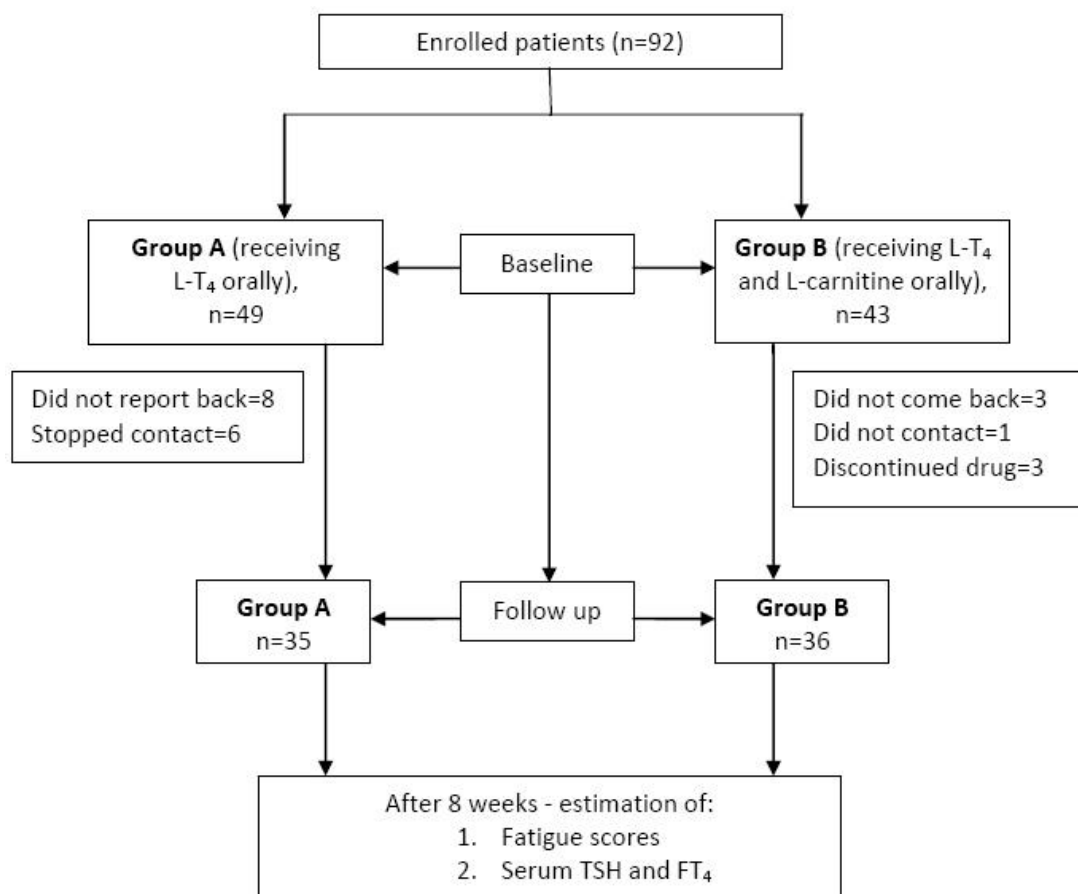 Enrolled patients (n=92)
Group A (receiving
L-T₄ orally),
n=49
Baseline
Group B (receiving L-T₄
and L-carnitine orally),
n=43
Did not report back=8
Stopped contact=6
Did not come back=3
Did not contact=1
Discontinued drug=3
Group A
n=35
Follow up
Group B
n=36
After 8 weeks - estimation of:
1. Fatigue scores
2. Serum TSH and FT₄